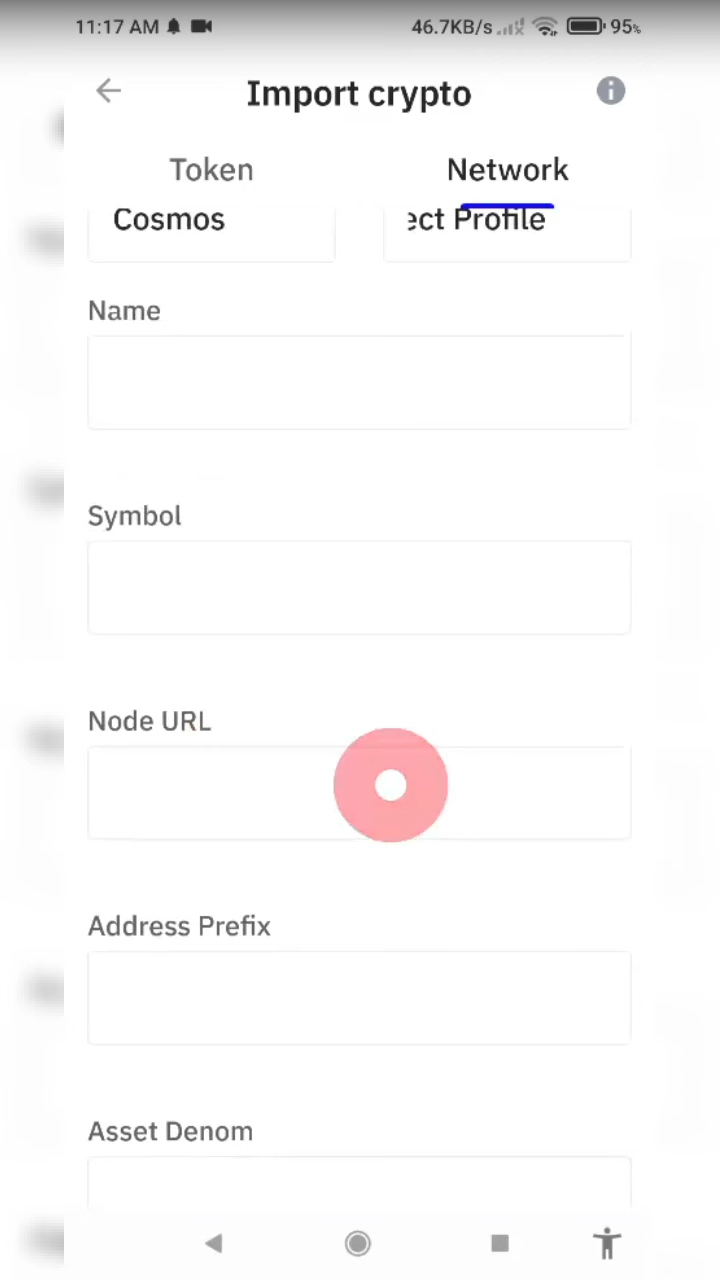 11:17 AM 46.7KB/s 95%
Import crypto
Token Network
Cosmos ect Profile
Name
Symbol
Node URL
Address Prefix
Asset Denom